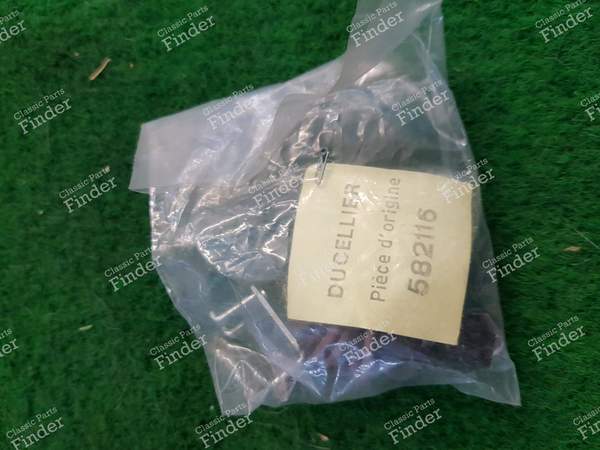 DUCELLIER
Pièce d'origine
582116
Classic Parts
Finder